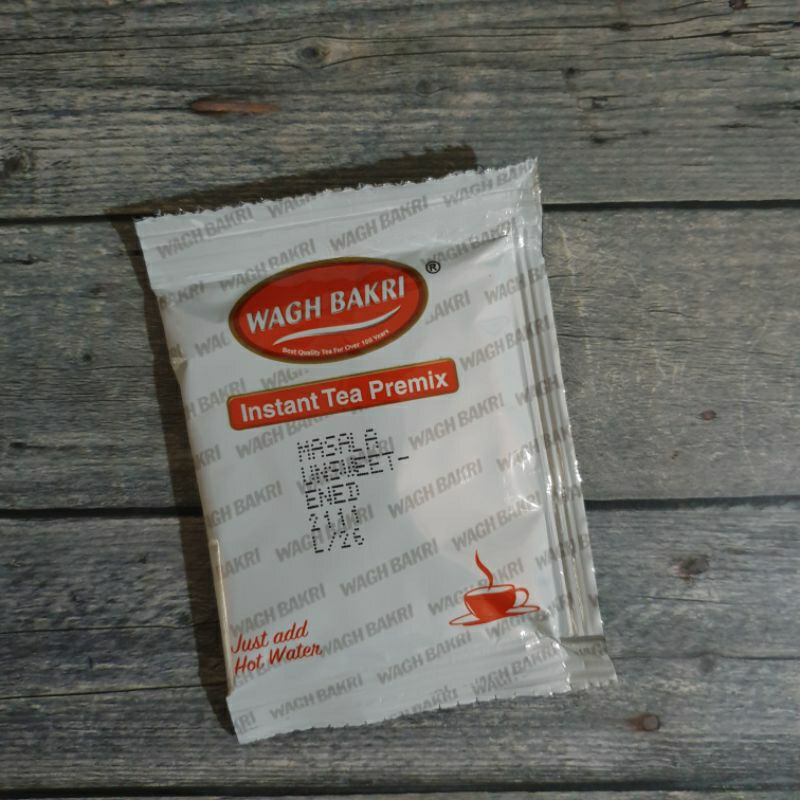 WAGH BAKRI
®
Best Quality Tea For Over 100 Years
Instant Tea Premix
MASALA
UNSWEET-
ENED
Just add
Hot Water